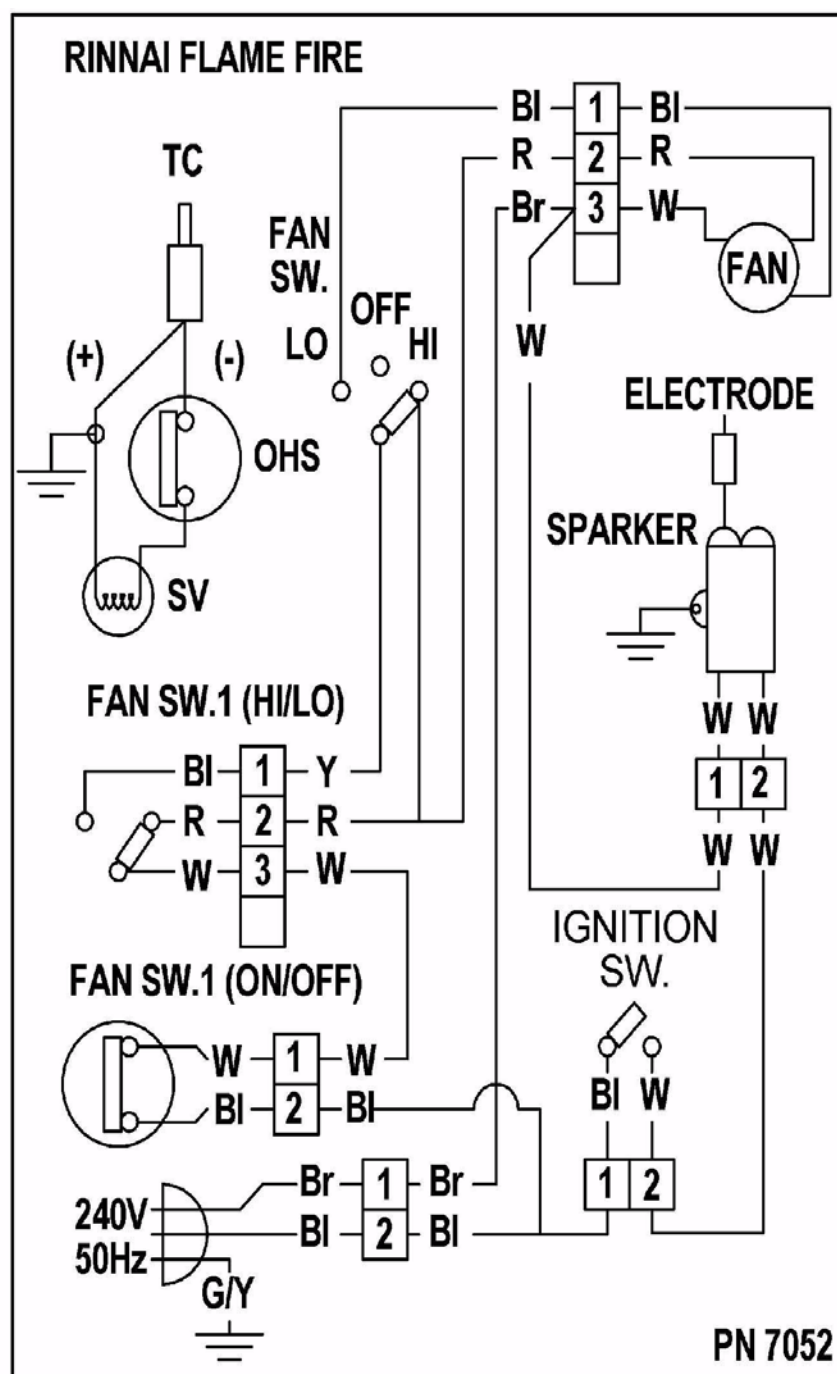 RINNAI FLAME FIRE
TC
(+)
(-)
OHS
SV
FAN
SW.
OFF
LO
HI
Bl
1
Bl
R
2
R
Br
3
W
FAN
W
ELECTRODE
SPARKER
W
W
1
2
W
W
FAN SW.1 (HI/LO)
Bl
1
Y
R
2
R
W
3
W
FAN SW.1 (ON/OFF)
W
1
W
Bl
2
Bl
IGNITION
SW.
Bl
W
1
2
240V
50Hz
Br
1
Br
Bl
2
Bl
G/Y
PN 7052